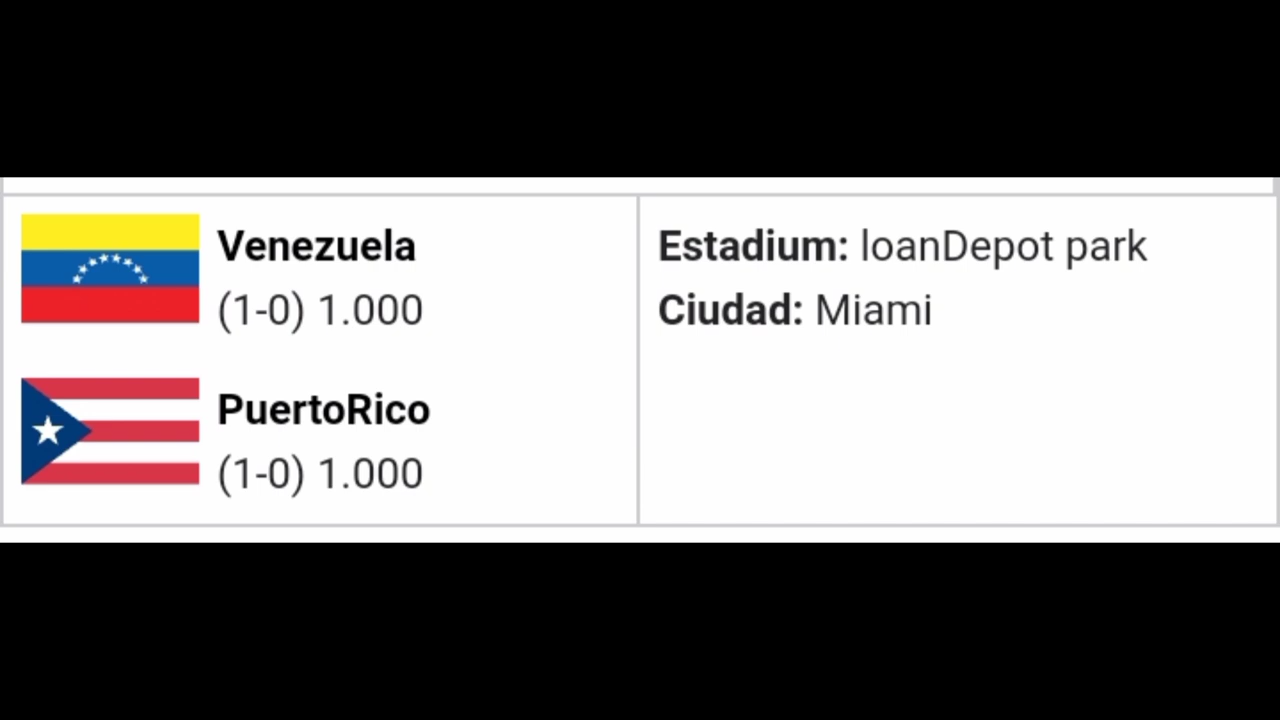 Venezuela
(1-0) 1.000
PuertoRico
(1-0) 1.000
Estadium: loanDepot park
Ciudad: Miami